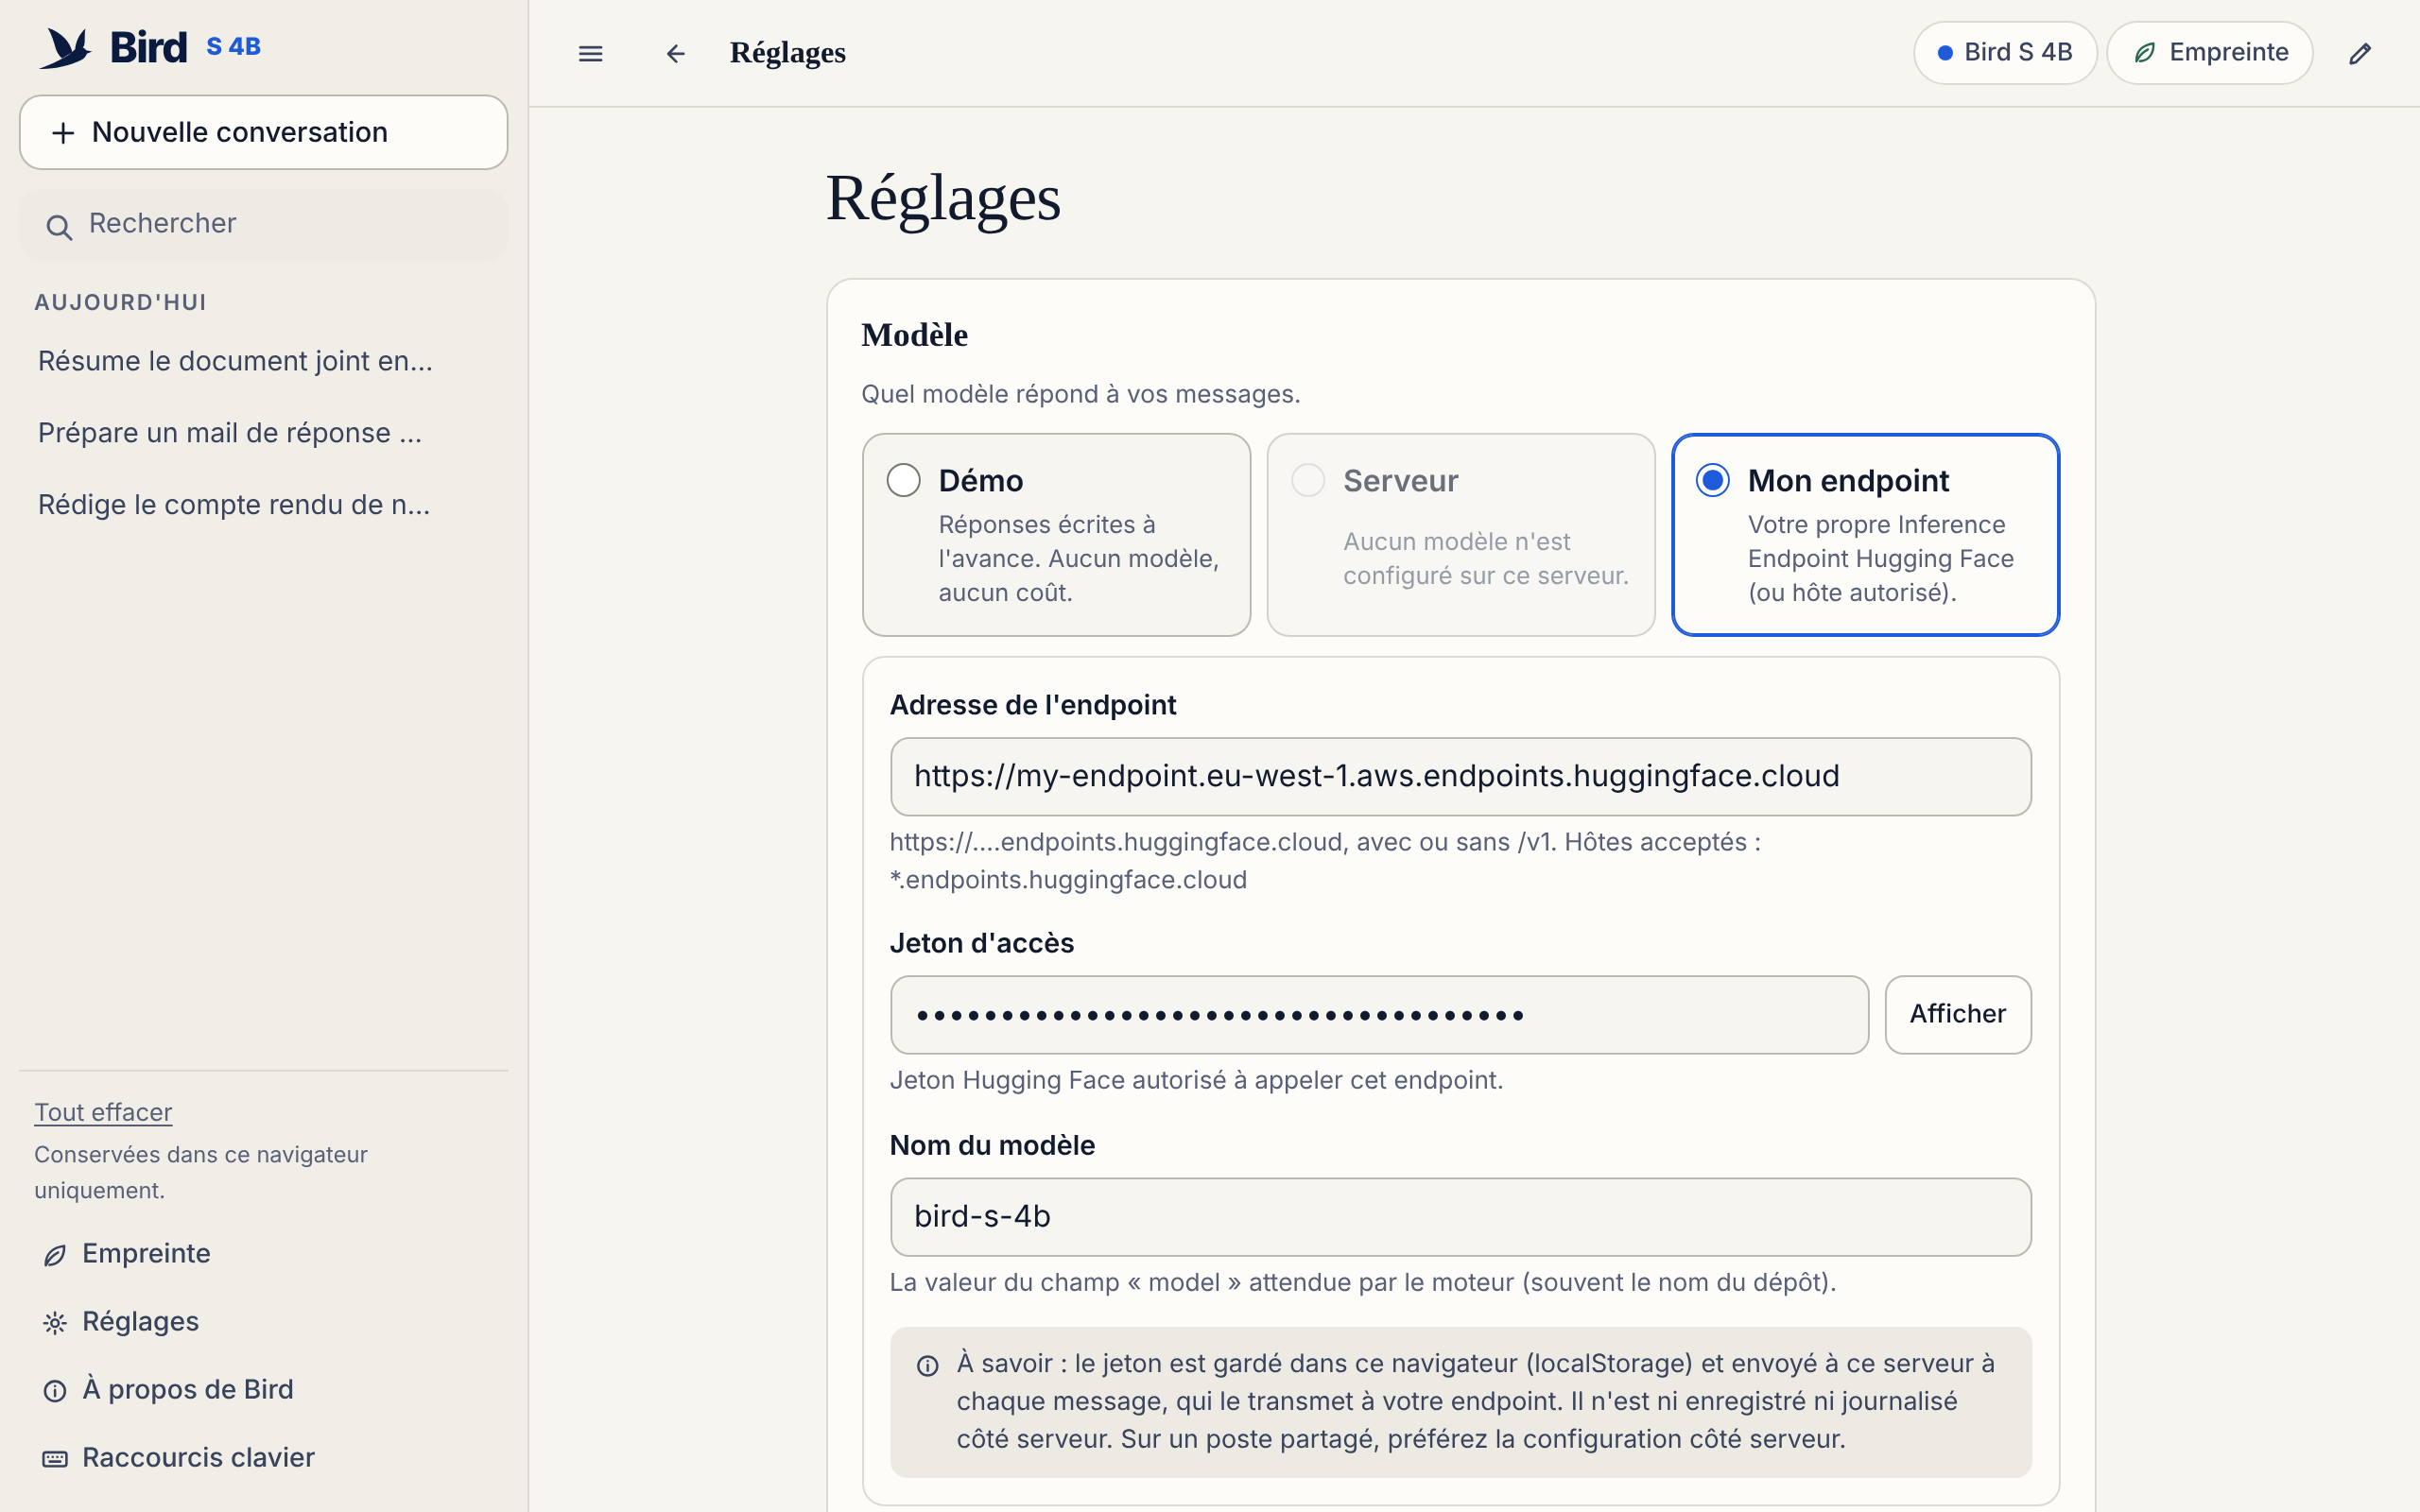 Bird S 4B
Nouvelle conversation
Rechercher
AUJOURD'HUI
Résume le document joint en...
Prépare un mail de réponse ...
Rédige le compte rendu de n...
Tout effacer
Conservées dans ce navigateur
uniquement.
Empreinte
Réglages
À propos de Bird
Raccourcis clavier
Réglages
Bird S 4B
Empreinte
Réglages
Modèle
Quel modèle répond à vos messages.
Démo
Réponses écrites à
l'avance. Aucun modèle,
aucun coût.
Serveur
Aucun modèle n'est
configuré sur ce serveur.
Mon endpoint
Votre propre Inference
Endpoint Hugging Face
(ou hôte autorisé).
Adresse de l'endpoint
https://my-endpoint.eu-west-1.aws.endpoints.huggingface.cloud
https://....endpoints.huggingface.cloud, avec ou sans /v1. Hôtes acceptés :
*.endpoints.huggingface.cloud
Jeton d'accès
••••••••••••••••••••••••••••••••••••
Afficher
Jeton Hugging Face autorisé à appeler cet endpoint.
Nom du modèle
bird-s-4b
La valeur du champ « model » attendue par le moteur (souvent le nom du dépôt).
À savoir : le jeton est gardé dans ce navigateur (localStorage) et envoyé à ce serveur à
chaque message, qui le transmet à votre endpoint. Il n'est ni enregistré ni journalisé
côté serveur. Sur un poste partagé, préférez la configuration côté serveur.